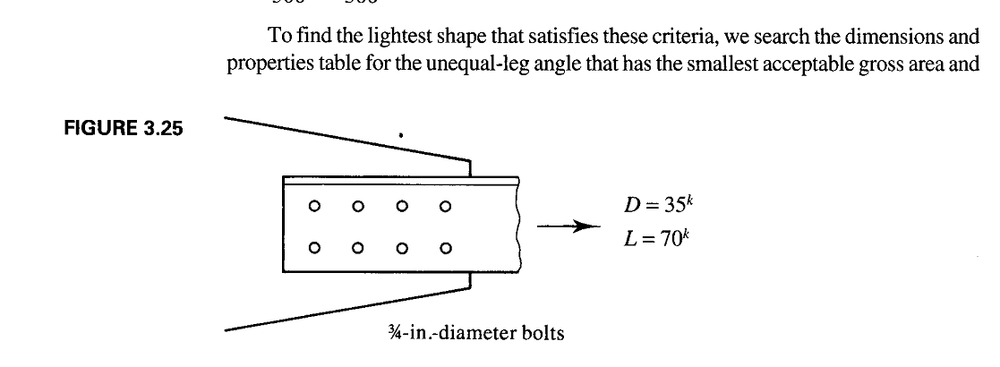 To find the lightest shape that satisfies these criteria, we search the dimensions and
properties table for the unequal-leg angle that has the smallest acceptable gross area and
FIGURE 3.25
D = 35k
L = 70k
¾-in.-diameter bolts